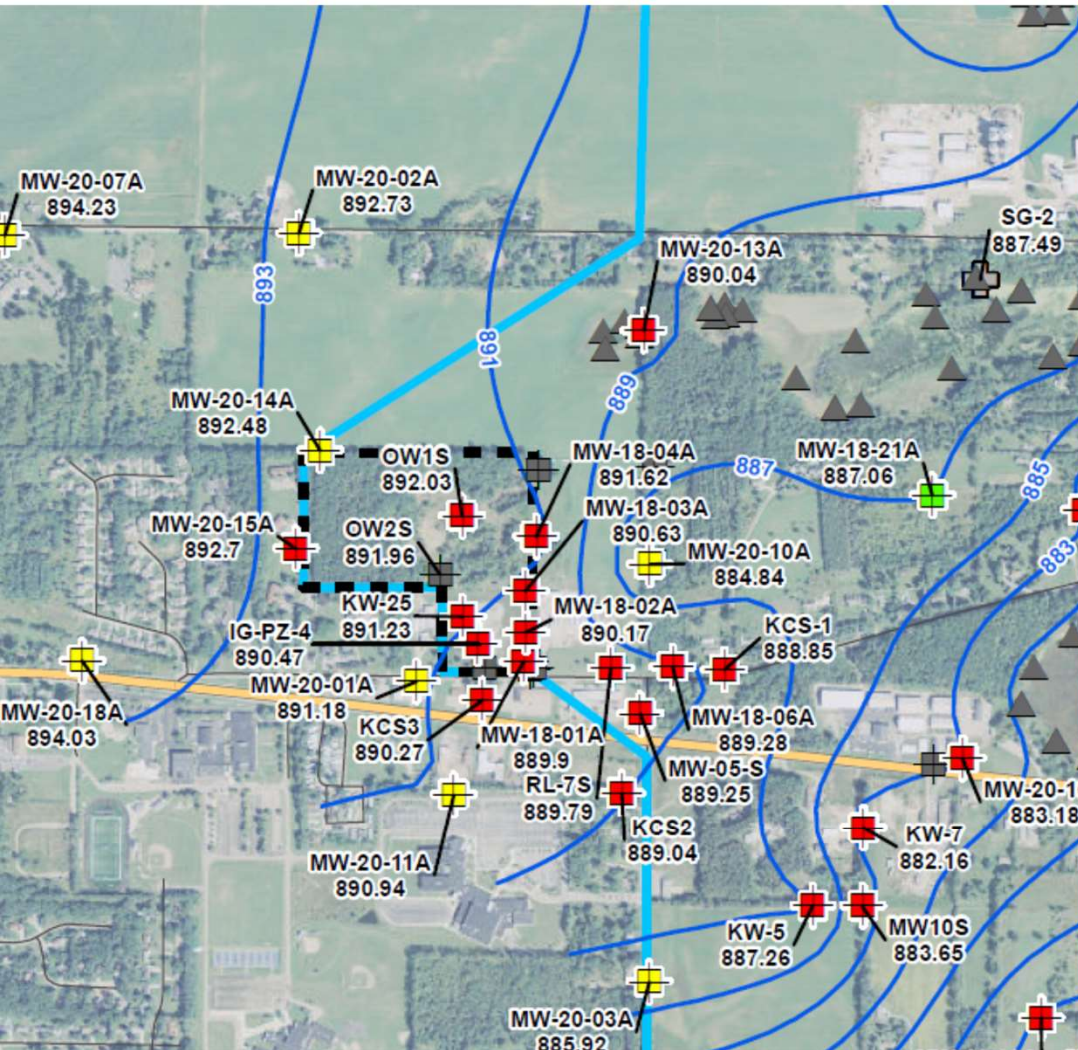 MW-20-07A
894.23
MW-20-02A
892.73
SG-2
887.49
MW-20-13A
890.04
893
891
889
MW-20-14A
892.48
OW1S
892.03
MW-18-04A
891.62
887
MW-18-21A
887.06
885
MW-18-03A
890.63
MW-20-15A
892.7
OW2S
891.96
MW-20-10A
884.84
883
KW-25
891.23
MW-18-02A
890.17
IG-PZ-4
890.47
KCS-1
888.85
MW-20-01A
891.18
MW-20-18A
894.03
KCS3
890.27
MW-18-01A
889.9
MW-18-06A
889.28
MW-05-S
889.25
RL-7S
889.79
MW-20-1
883.18
KCS2
889.04
KW-7
882.16
MW-20-11A
890.94
KW-5
887.26
MW10S
883.65
MW-20-03A
885.92